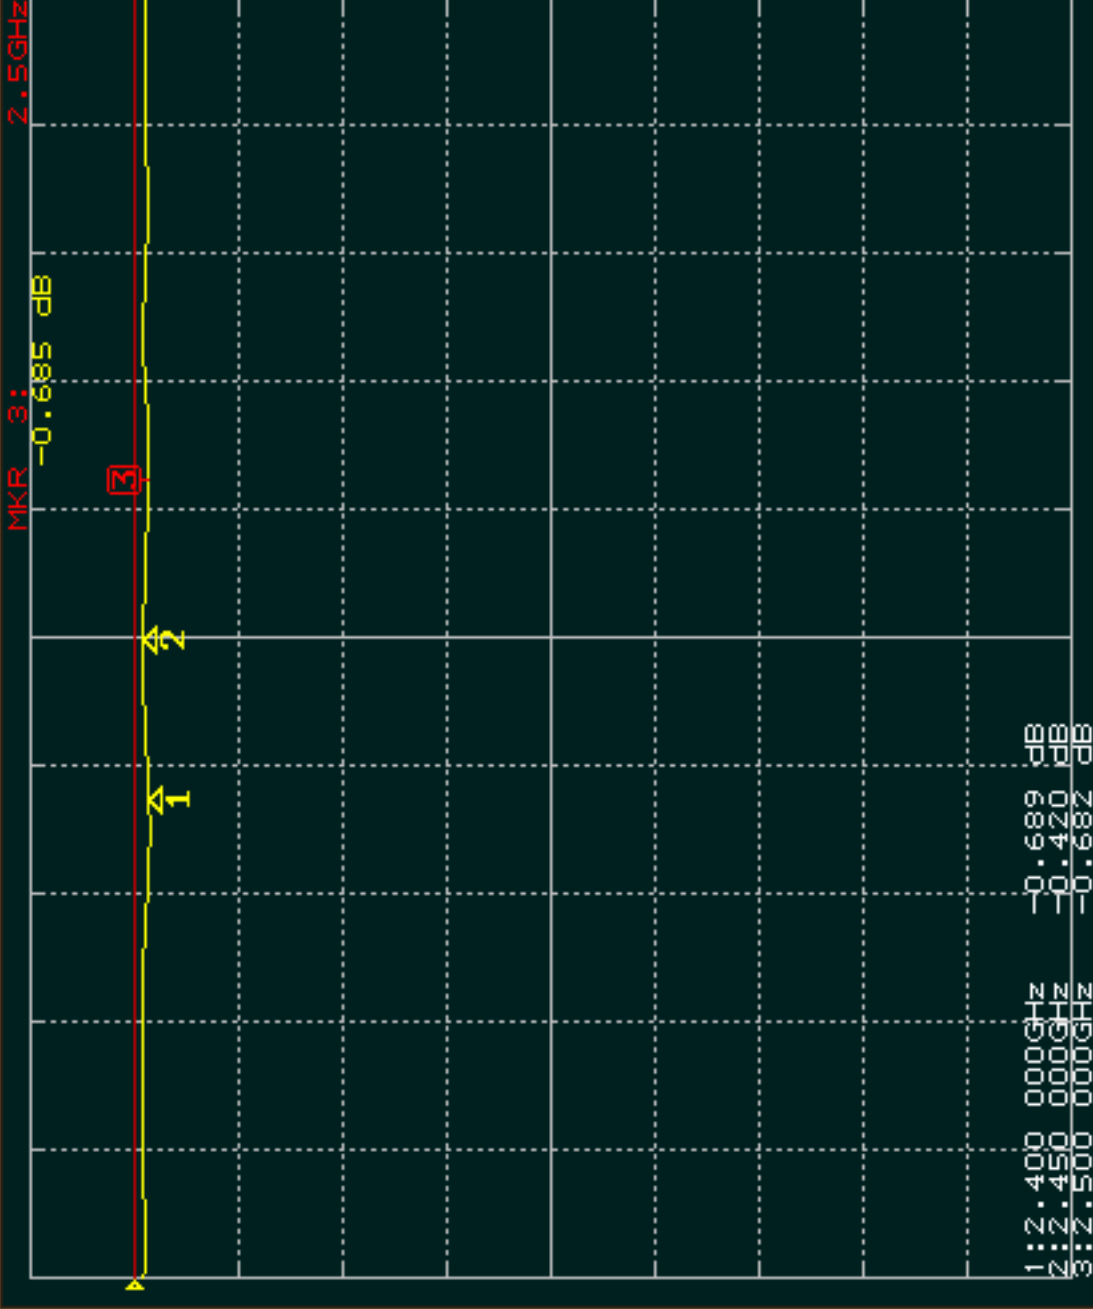 MKR 3: 2.5GHz
-0.685 dB
3
2
1
1:2.400 000GHz -0.689 dB
2:2.450 000GHz -0.420 dB
3:2.500 000GHz -0.682 dB